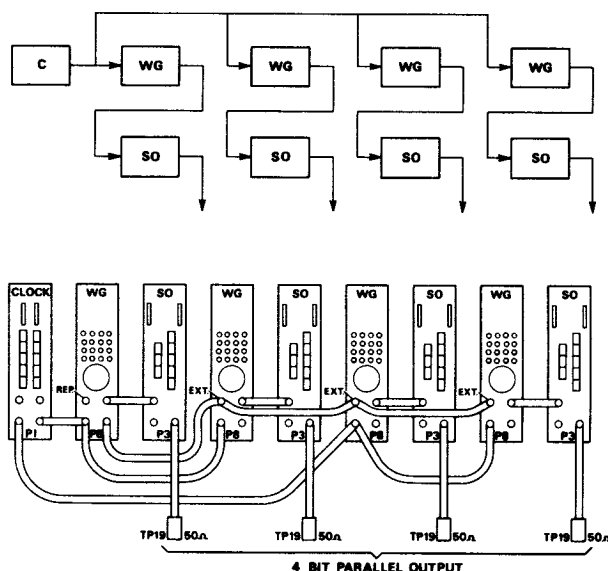 C WG WG WG WG
SO SO SO SO
CLOCK WG SO WG SO WG SO WG SO
REP. EXT. EXT. EXT.
P1 P8 P3 P8 P3 P8 P3 P8 P3
TP19 50Ω TP19 50Ω TP19 50Ω TP19 50Ω
4 BIT PARALLEL OUTPUT